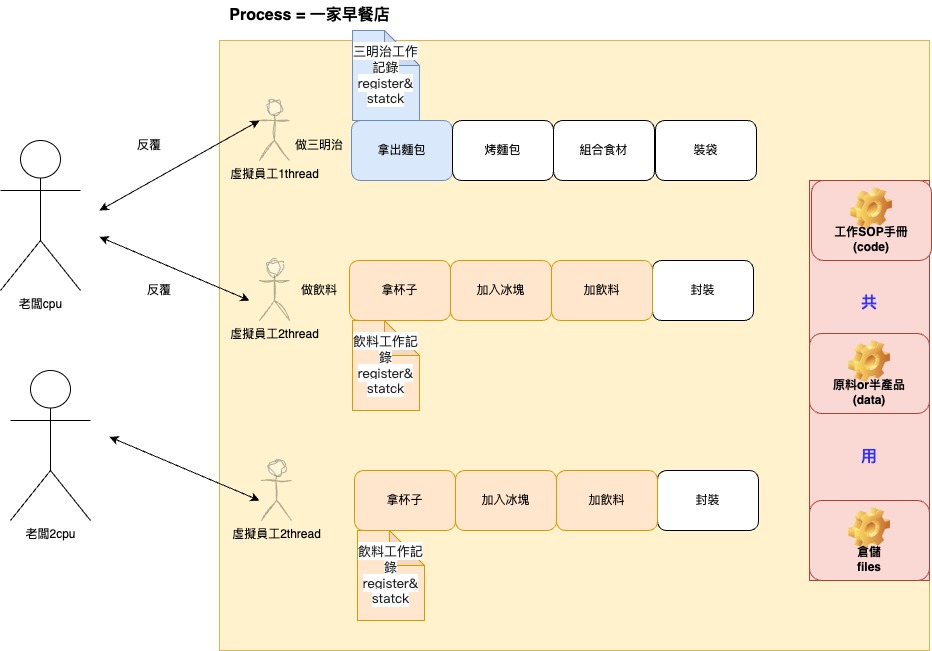 Process = 一家早餐店
三明治工作
記錄
register&
statck
反覆
做三明治
拿出麵包
烤麵包
組合食材
裝袋
虛擬員工1thread
老闆cpu
反覆
做飲料
拿杯子
加入冰塊
加飲料
封裝
虛擬員工2thread
飲料工作記
錄
register&
statck
老闆2cpu
拿杯子
加入冰塊
加飲料
封裝
虛擬員工2thread
飲料工作記
錄
register&
statck
工作SOP手冊
(code)
共
原料or半產品
(data)
用
倉儲
files